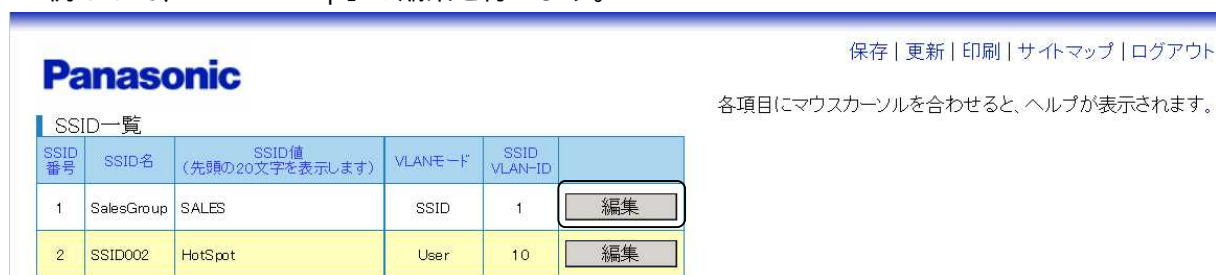 保存 | 更新 | 印刷 | サイトマップ | ログアウト
Panasonic
各項目にマウスカーソルを合わせると、ヘルプが表示されます。
SSID一覧
SSID番号 SSID名 SSID値(先頭の20文字を表示します) VLANモード SSID VLAN-ID
1 SalesGroup SALES SSID 1 編集
2 SSID002 HotSpot User 10 編集